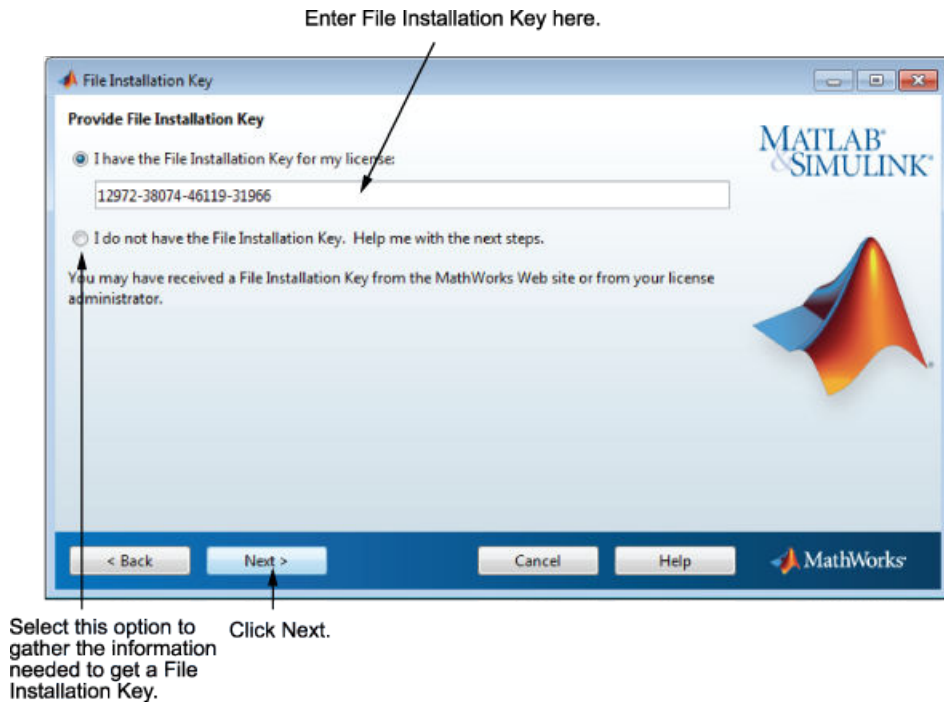 Enter File Installation Key here.
File Installation Key
Provide File Installation Key
MATLAB®
&SIMULINK®
I have the File Installation Key for my license:
12972-38074-46119-31966
I do not have the File Installation Key. Help me with the next steps.
You may have received a File Installation Key from the MathWorks Web site or from your license
administrator.
< Back
Next >
Cancel
Help
MathWorks®
Select this option to
gather the information
needed to get a File
Installation Key.
Click Next.